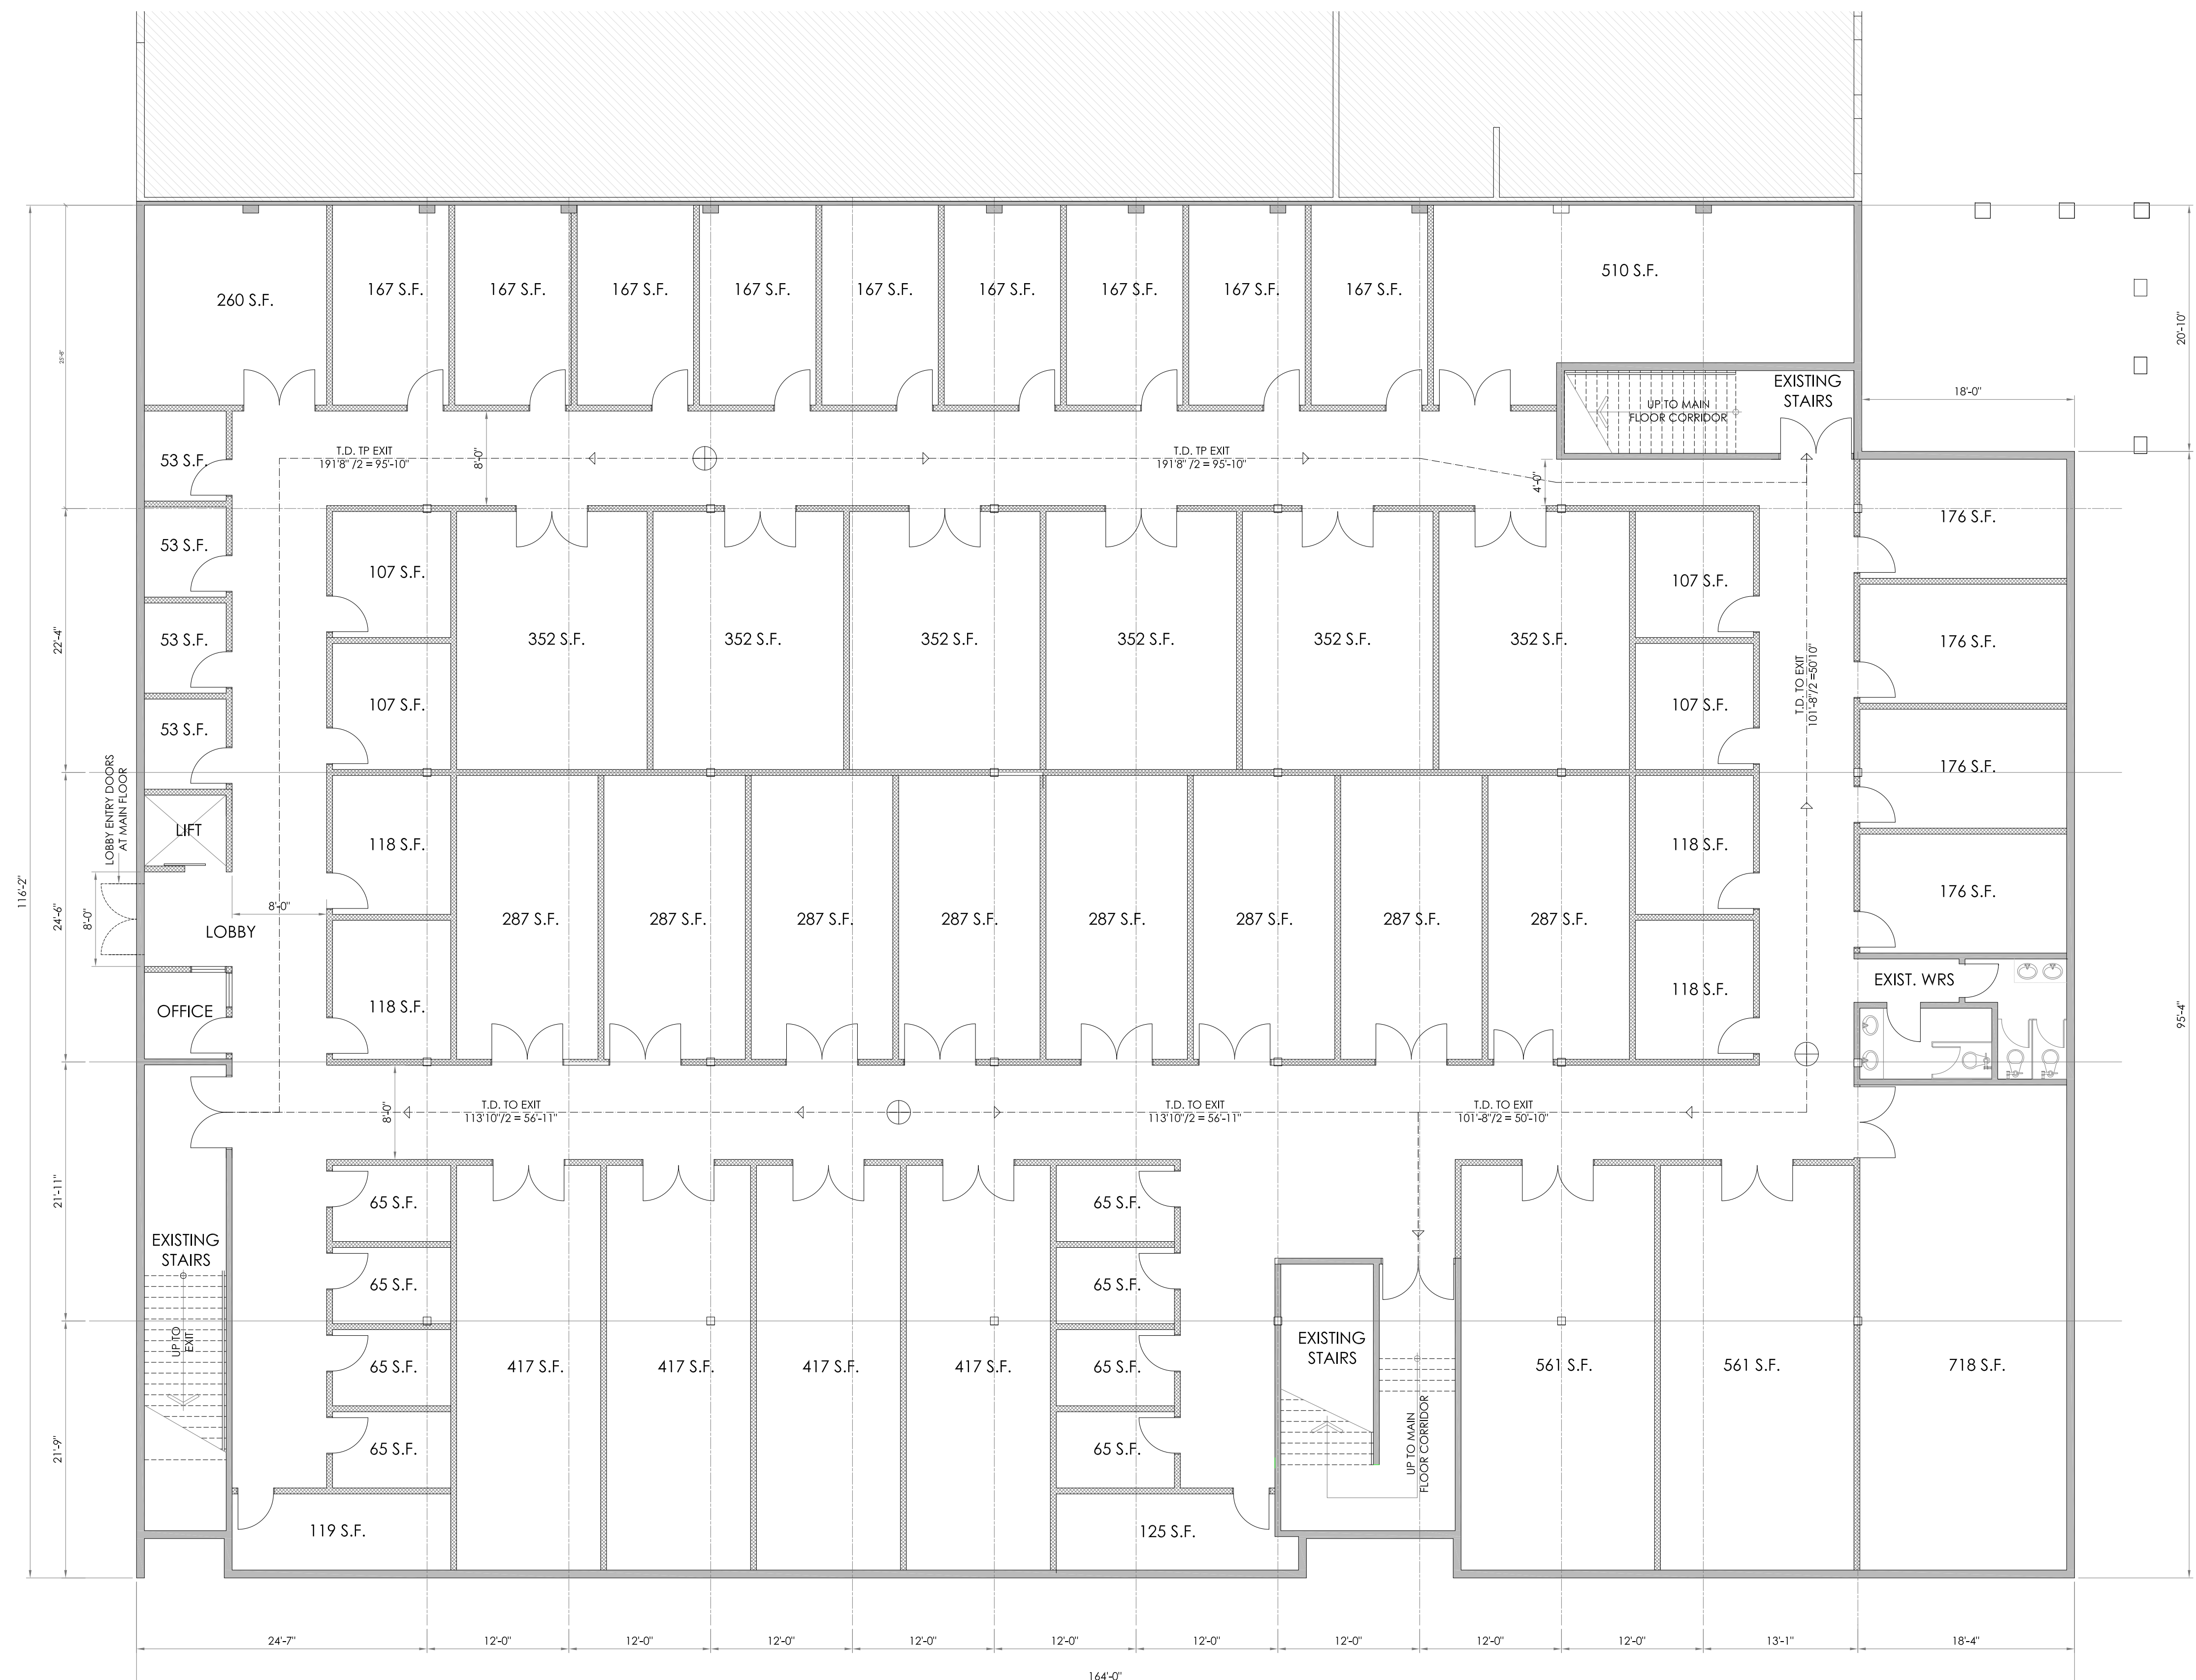 260 S.F.
167 S.F.
167 S.F.
167 S.F.
167 S.F.
167 S.F.
167 S.F.
167 S.F.
167 S.F.
167 S.F.
510 S.F.
25'-8"
20'-10"
EXISTING
STAIRS
UP TO MAIN
FLOOR CORRIDOR
18'-0"
53 S.F.
T.D. TP EXIT
191'8" /2 = 95'-10"
8'-0"
T.D. TP EXIT
191'8" /2 = 95'-10"
4'-0"
176 S.F.
53 S.F.
107 S.F.
107 S.F.
22'-4"
53 S.F.
352 S.F.
352 S.F.
352 S.F.
352 S.F.
352 S.F.
352 S.F.
176 S.F.
107 S.F.
107 S.F.
T.D. TO EXIT
101'-8"/2 =50'10"
53 S.F.
176 S.F.
LOBBY ENTRY DOORS
AT MAIN FLOOR
LIFT
118 S.F.
118 S.F.
116'-2"
24'-6"
8'-0"
8'-0"
LOBBY
287 S.F.
287 S.F.
287 S.F.
287 S.F.
287 S.F.
287 S.F.
287 S.F.
287 S.F.
176 S.F.
OFFICE
118 S.F.
118 S.F.
EXIST. WRS
95'-4"
8'-0"
T.D. TO EXIT
113'10"/2 = 56'-11"
T.D. TO EXIT
113'10"/2 = 56'-11"
T.D. TO EXIT
101'-8"/2 = 50'-10"
21'-11"
65 S.F.
65 S.F.
EXISTING
STAIRS
65 S.F.
65 S.F.
UP TO
EXIT
EXISTING
STAIRS
65 S.F.
417 S.F.
417 S.F.
417 S.F.
417 S.F.
65 S.F.
561 S.F.
561 S.F.
718 S.F.
21'-9"
65 S.F.
65 S.F.
UP TO MAIN
FLOOR CORRIDOR
119 S.F.
125 S.F.
24'-7"
12'-0"
12'-0"
12'-0"
12'-0"
12'-0"
12'-0"
12'-0"
12'-0"
12'-0"
13'-1"
18'-4"
164'-0"